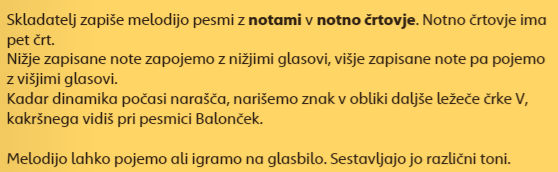 Skladatelj zapiše melodijo pesmi z notami v notno črtovje. Notno črtovje ima
pet črt.
Nižje zapisane note zapojemo z nižjimi glasovi, višje zapisane note pa pojemo
z višjimi glasovi.
Kadar dinamika počasi narašča, narišemo znak v obliki daljše ležeče črke V,
kakršnega vidiš pri pesmici Balonček.
Melodijo lahko pojemo ali igramo na glasbilo. Sestavljajo jo različni toni.